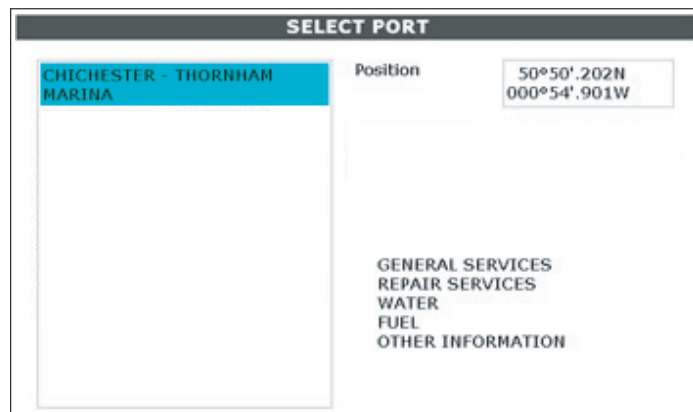 SELECT PORT
CHICHESTER - THORNHAM
MARINA
Position
50°50'.202N
000°54'.901W
GENERAL SERVICES
REPAIR SERVICES
WATER
FUEL
OTHER INFORMATION